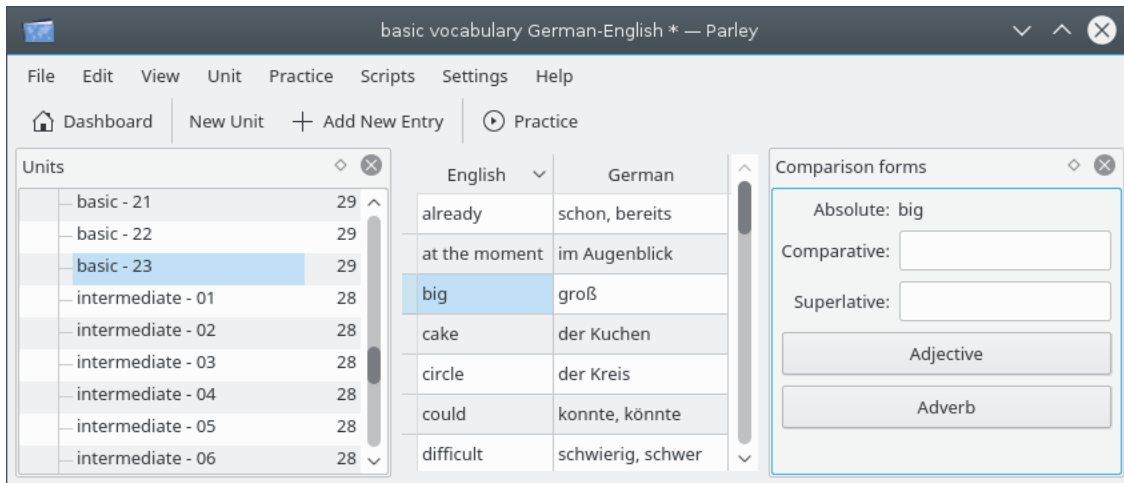 basic vocabulary German-English * — Parley
File Edit View Unit Practice Scripts Settings Help
Dashboard New Unit Add New Entry Practice
Units
basic - 21 29
basic - 22 29
basic - 23 29
intermediate - 01 28
intermediate - 02 28
intermediate - 03 28
intermediate - 04 28
intermediate - 05 28
intermediate - 06 28
English German
already schon, bereits
at the moment im Augenblick
big groß
cake der Kuchen
circle der Kreis
could konnte, könnte
difficult schwierig, schwer
Comparison forms
Absolute: big
Comparative:
Superlative:
Adjective
Adverb